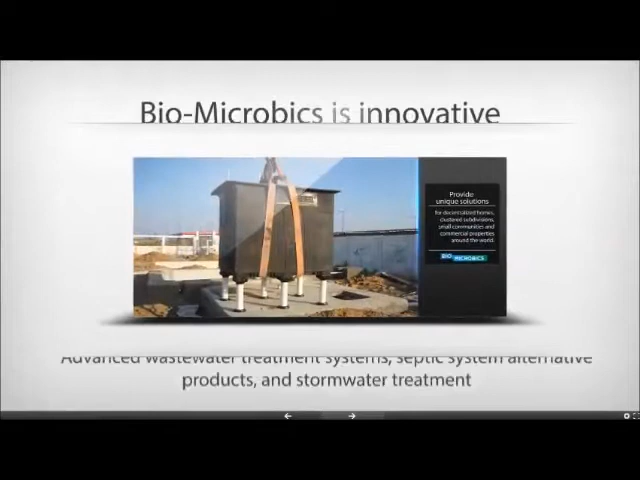 Bio-Microbics is innovative
Provide
unique solutions
for decentralized homes,
clustered subdivisions,
small communities and
commercial properties
around the world.
BIO MICROBICS
Advanced wastewater treatment systems, septic system alternative
products, and stormwater treatment